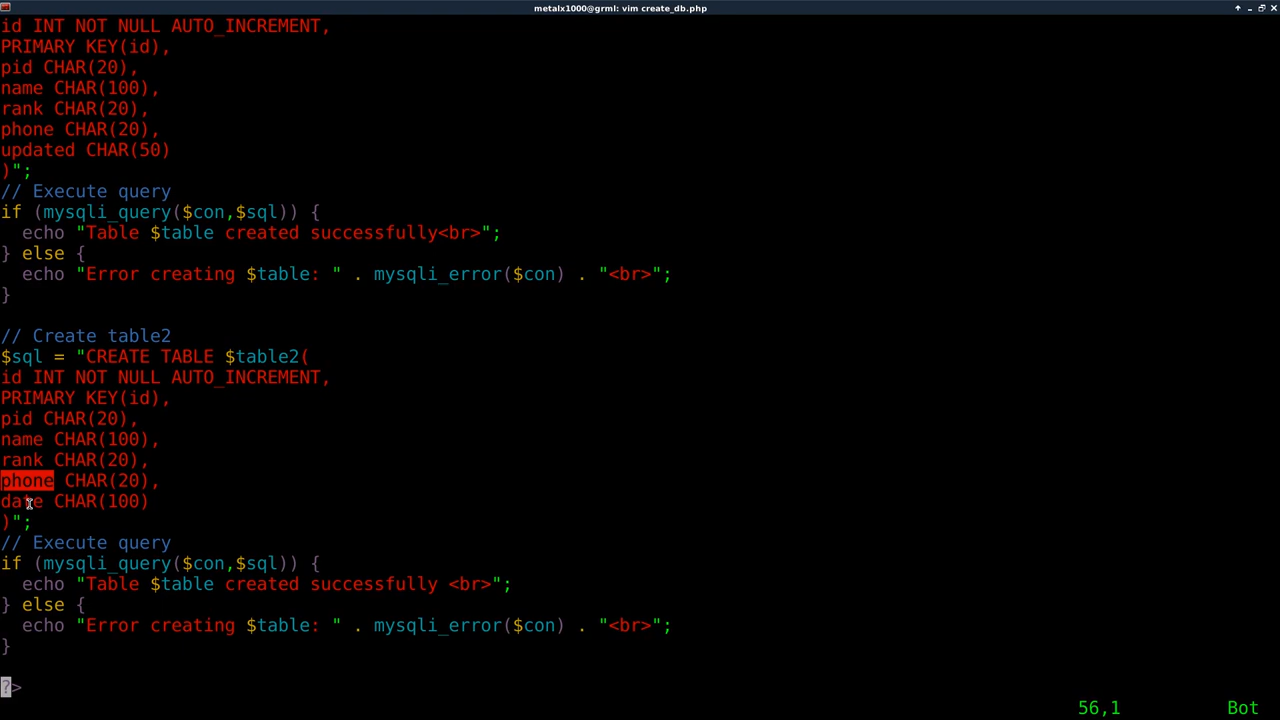 metalx1000@grml: vim create_db.php
id INT NOT NULL AUTO_INCREMENT,
PRIMARY KEY(id),
pid CHAR(20),
name CHAR(100),
rank CHAR(20),
phone CHAR(20),
updated CHAR(50)
)";
// Execute query
if (mysqli_query($con,$sql)) {
  echo "Table $table created successfully<br>";
} else {
  echo "Error creating $table: " . mysqli_error($con) . "<br>";
}
// Create table2
$sql = "CREATE TABLE $table2(
id INT NOT NULL AUTO_INCREMENT,
PRIMARY KEY(id),
pid CHAR(20),
name CHAR(100),
rank CHAR(20),
phone CHAR(20),
date CHAR(100)
)";
// Execute query
if (mysqli_query($con,$sql)) {
  echo "Table $table created successfully <br>";
} else {
  echo "Error creating $table: " . mysqli_error($con) . "<br>";
}
?>
56,1 Bot